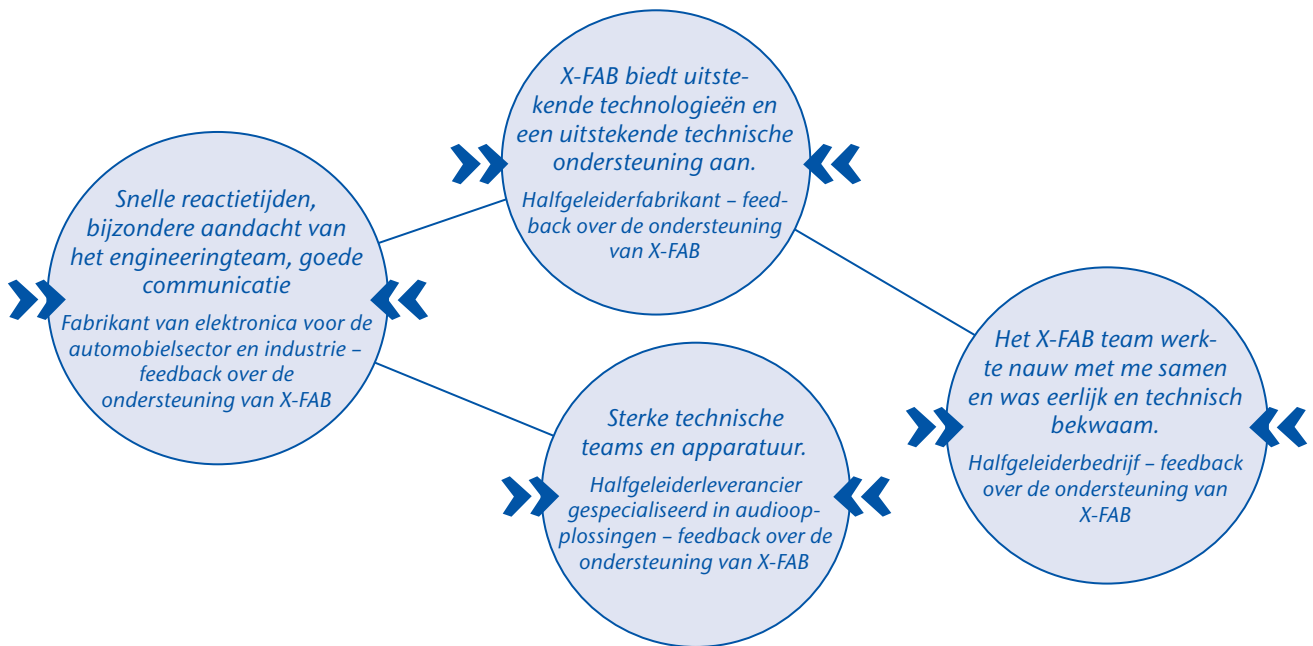 Snelle reactietijden,
bijzondere aandacht van
het engineeringteam, goede
communicatie
Fabrikant van elektronica voor de
automobielsector en industrie –
feedback over de
ondersteuning van X-FAB
X-FAB biedt uitste-
kende technologieën en
een uitstekende technische
ondersteuning aan.
Halfgeleiderfabrikant – feed-
back over de ondersteuning
van X-FAB
Sterke technische
teams en apparatuur.
Halfgeleiderleverancier
gespecialiseerd in audioop-
plossingen – feedback over de
ondersteuning van X-FAB
Het X-FAB team werk-
te nauw met me samen
en was eerlijk en technisch
bekwaam.
Halfgeleiderbedrijf – feedback
over de ondersteuning van
X-FAB